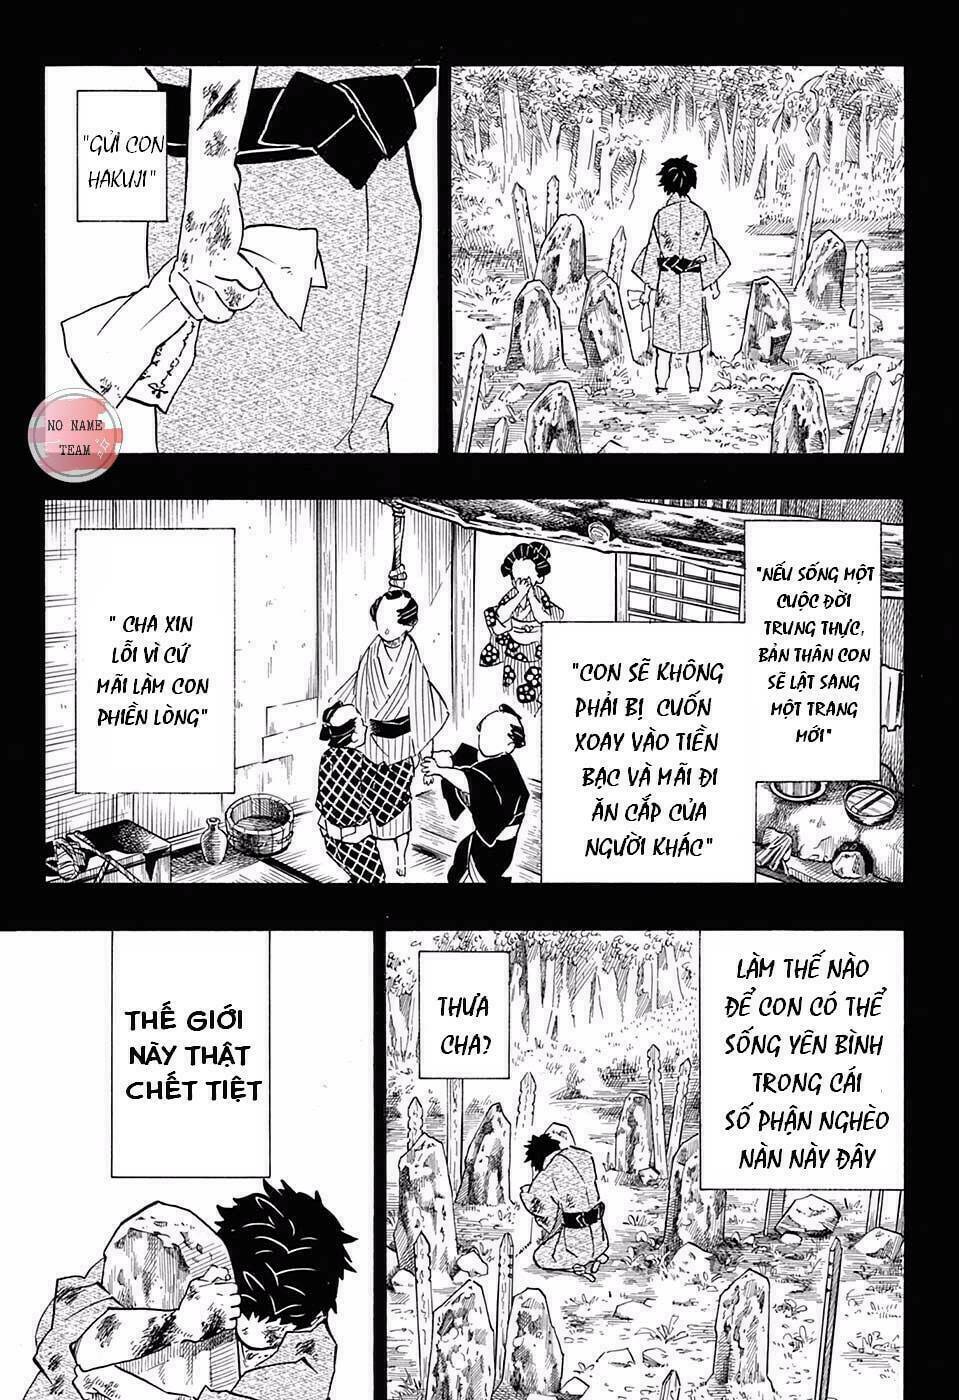 "GỬI CON
HAKUJI"
NO NAME
TEAM
"NẾU SỐNG MỘT
CUỘC ĐỜI
TRUNG THỰC,
BẢN THÂN CON
SẼ LẬT SANG
MỘT TRANG
MỚI"
"CON SẼ KHÔNG
PHẢI BỊ CUỐN
XOAY VÀO TIỀN
BẠC VÀ MÃI ĐI
ĂN CẮP CỦA
NGƯỜI KHÁC"
" CHA XIN
LỖI VÌ CỨ
MÃI LÀM CON
PHIỀN LÒNG"
LÀM THẾ NÀO
ĐỂ CON CÓ THỂ
SỐNG YÊN BÌNH
TRONG CÁI
SỐ PHẬN NGHÈO
NÀN NÀY ĐÂY
THƯA
CHA?
THẾ GIỚI
NÀY THẬT
CHẾT TIỆT